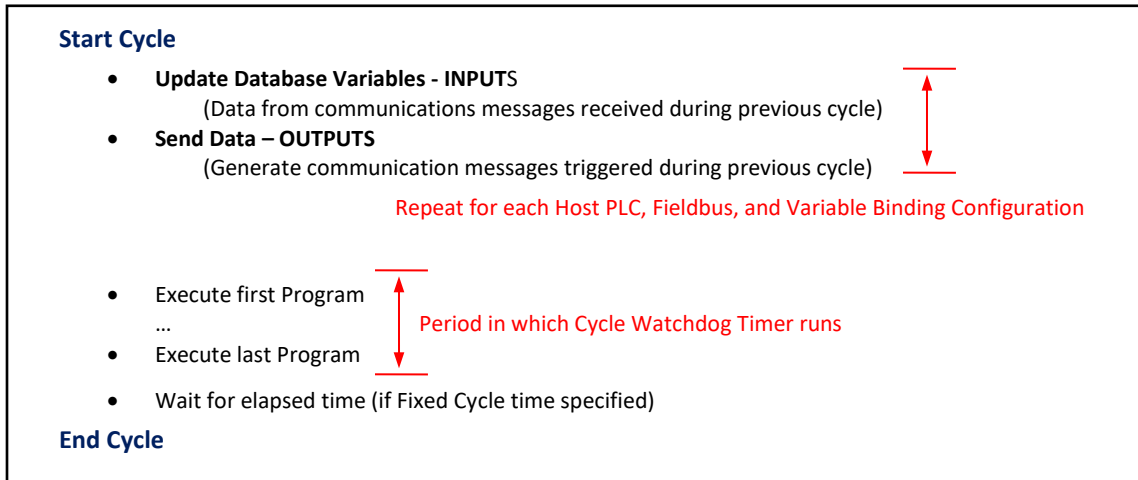 Start Cycle
• Update Database Variables - INPUTS
(Data from communications messages received during previous cycle)
• Send Data – OUTPUTS
(Generate communication messages triggered during previous cycle)
Repeat for each Host PLC, Fieldbus, and Variable Binding Configuration
• Execute first Program
...
Period in which Cycle Watchdog Timer runs
• Execute last Program
• Wait for elapsed time (if Fixed Cycle time specified)
End Cycle